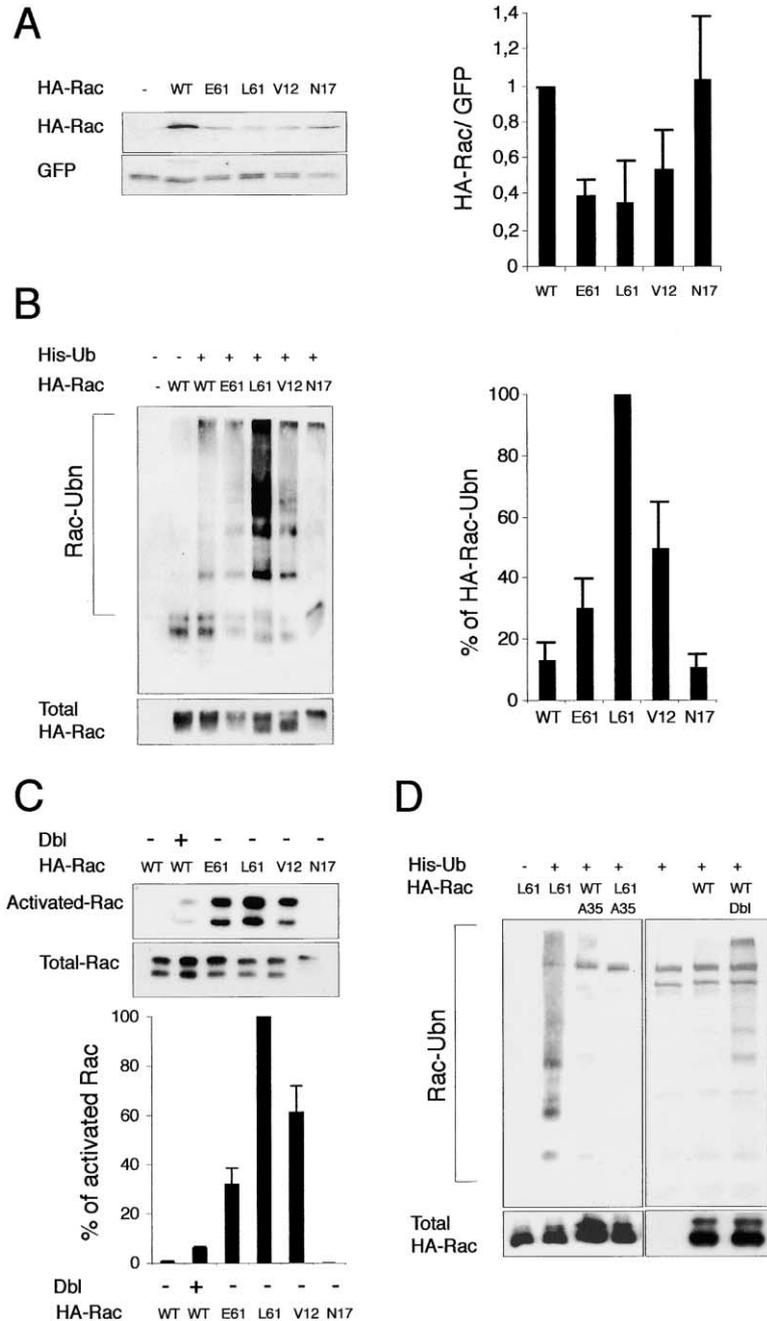 A
HA-Rac - WT E61 L61 V12 N17
HA-Rac
GFP
HA-Rac/ GFP
1,4
1,2
1
0,8
0,6
0,4
0,2
0
WT E61 L61 V12 N17
B
His-Ub - - + + + + +
HA-Rac - WT WT E61 L61 V12 N17
Rac-Ubn
Total
HA-Rac
% of HA-Rac-Ubn
100
80
60
40
20
0
WT E61 L61 V12 N17
C
Dbl - + - - - -
HA-Rac WT WT E61 L61 V12 N17
Activated-Rac
Total-Rac
% of activated Rac
100
80
60
40
20
0
Dbl - + - - - -
HA-Rac WT WT E61 L61 V12 N17
D
His-Ub - + + + + + +
HA-Rac L61 L61 WT L61 WT WT
A35 A35 Dbl
Rac-Ubn
Total
HA-Rac